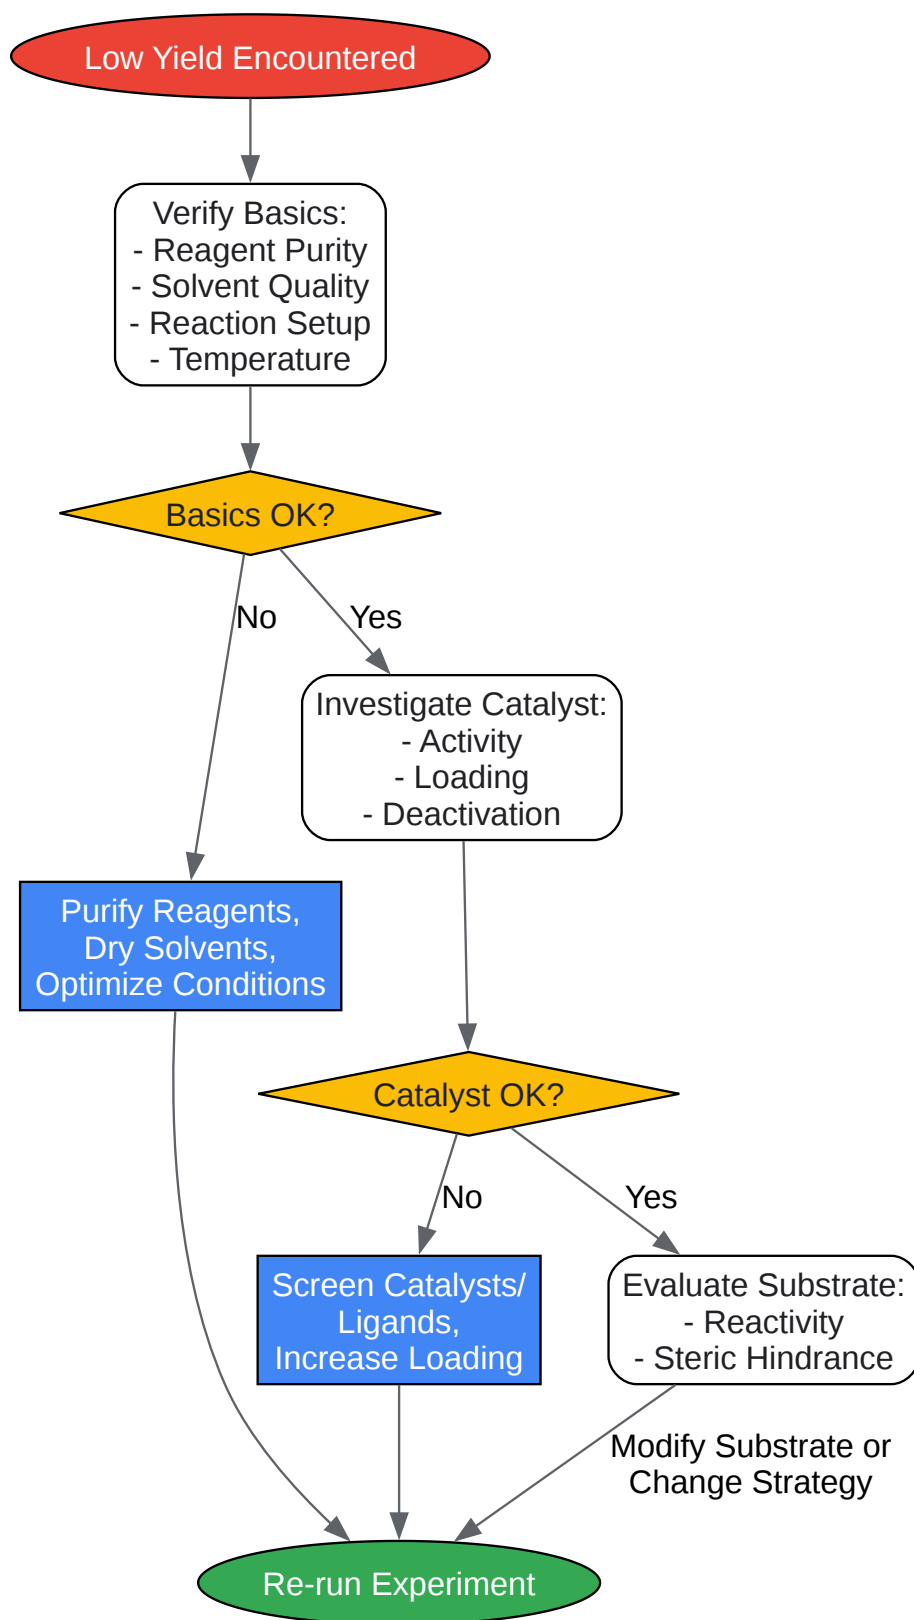 Low Yield Encountered
Verify Basics:
- Reagent Purity
- Solvent Quality
- Reaction Setup
- Temperature
Basics OK?
No
Yes
Investigate Catalyst:
- Activity
- Loading
- Deactivation
Purify Reagents,
Dry Solvents,
Optimize Conditions
Catalyst OK?
No
Yes
Screen Catalysts/
Ligands,
Increase Loading
Evaluate Substrate:
- Reactivity
- Steric Hindrance
Modify Substrate or
Change Strategy
Re-run Experiment